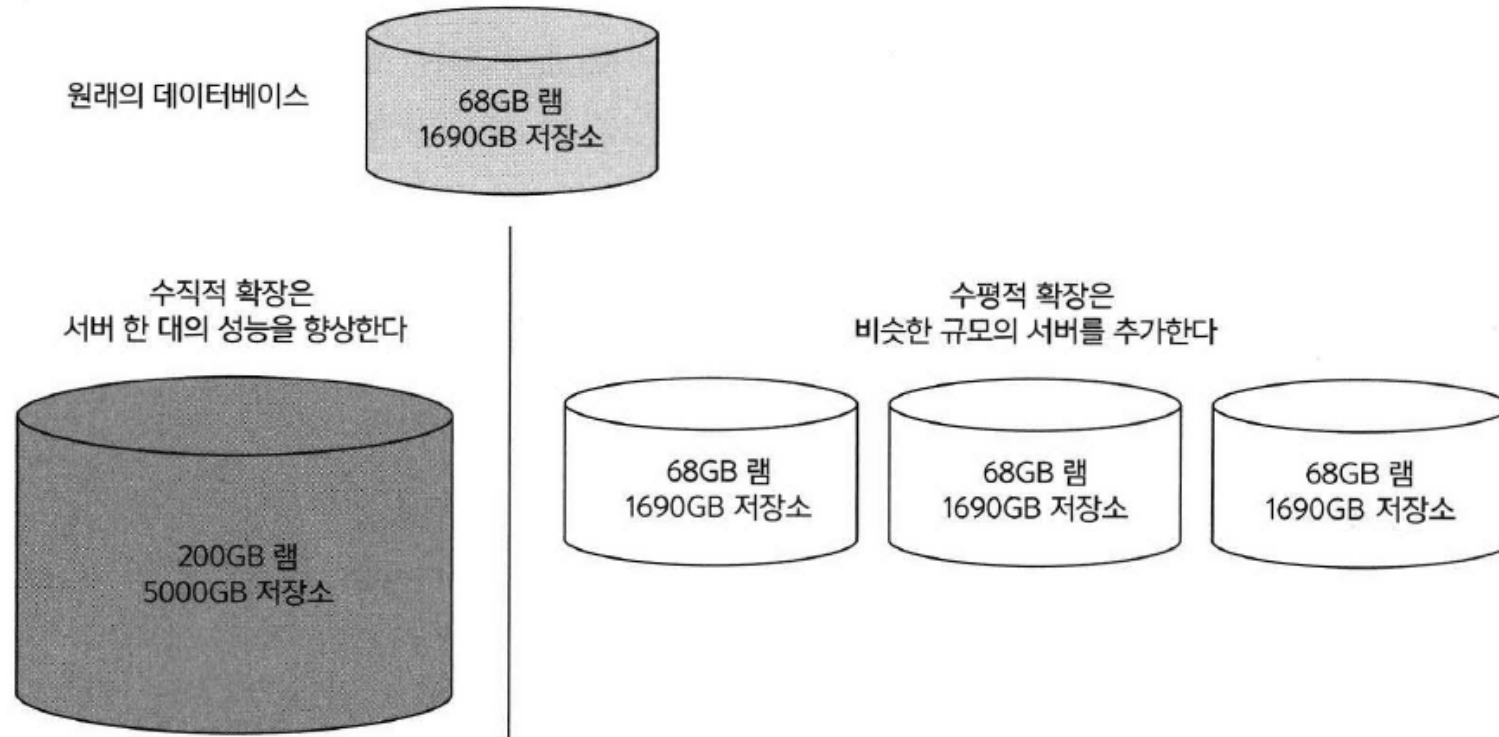 원래의 데이터베이스
68GB 램
1690GB 저장소
수직적 확장은
서버 한 대의 성능을 향상한다
200GB 램
5000GB 저장소
수평적 확장은
비슷한 규모의 서버를 추가한다
68GB 램
1690GB 저장소
68GB 램
1690GB 저장소
68GB 램
1690GB 저장소